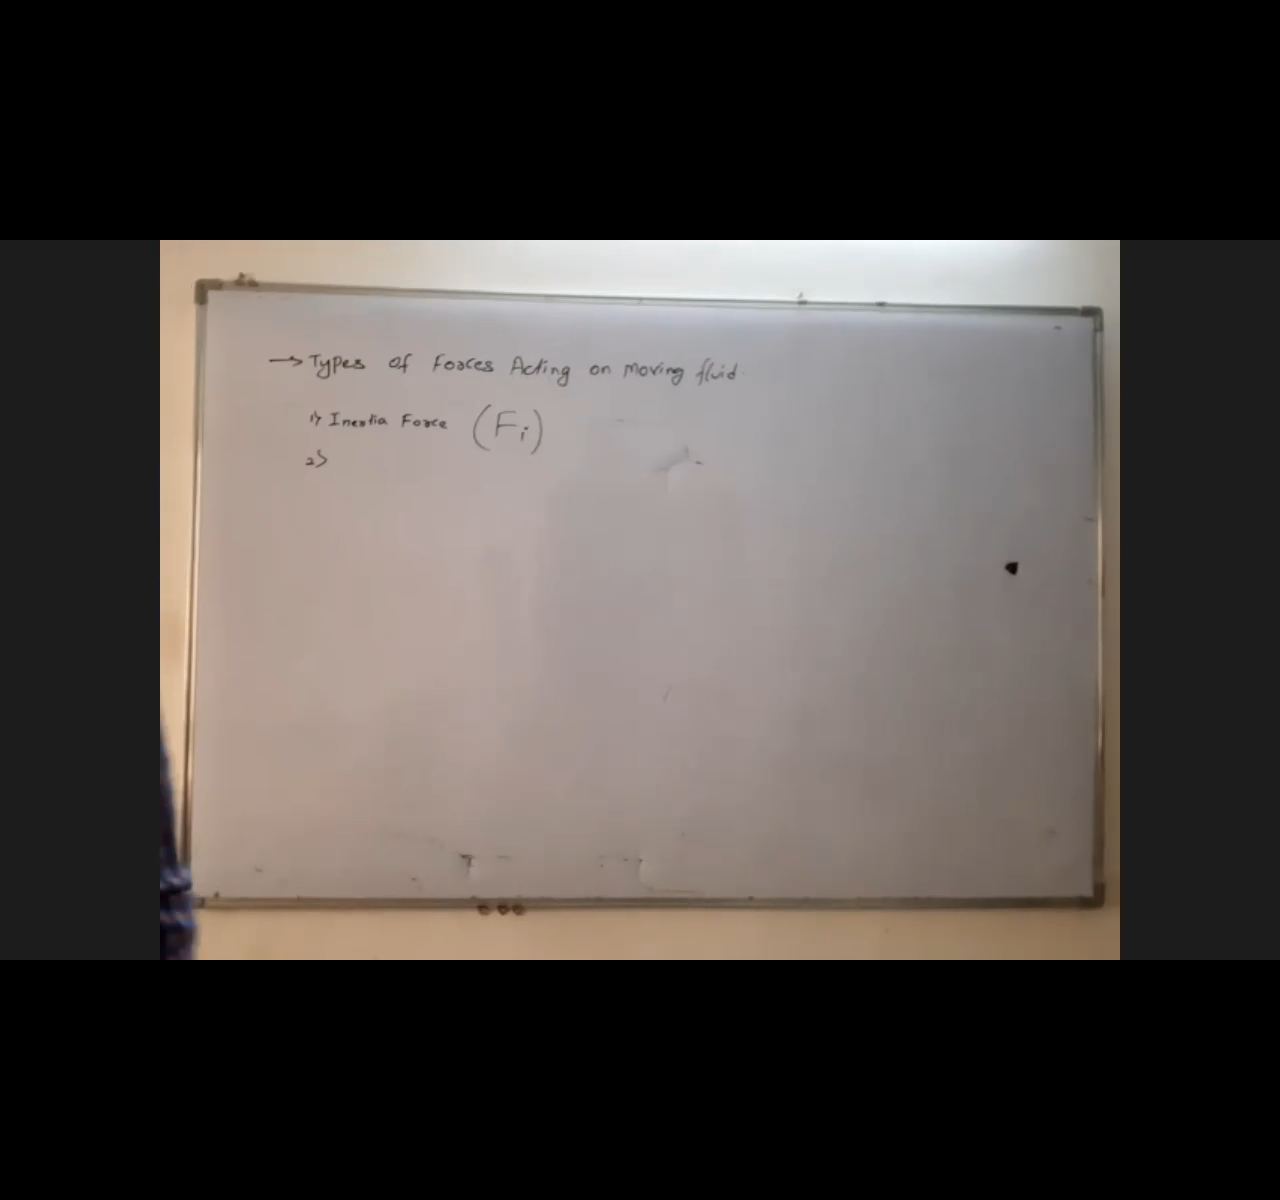 → Types of Forces Acting on Moving fluid.
1) Inertia Force (Fi)
2)